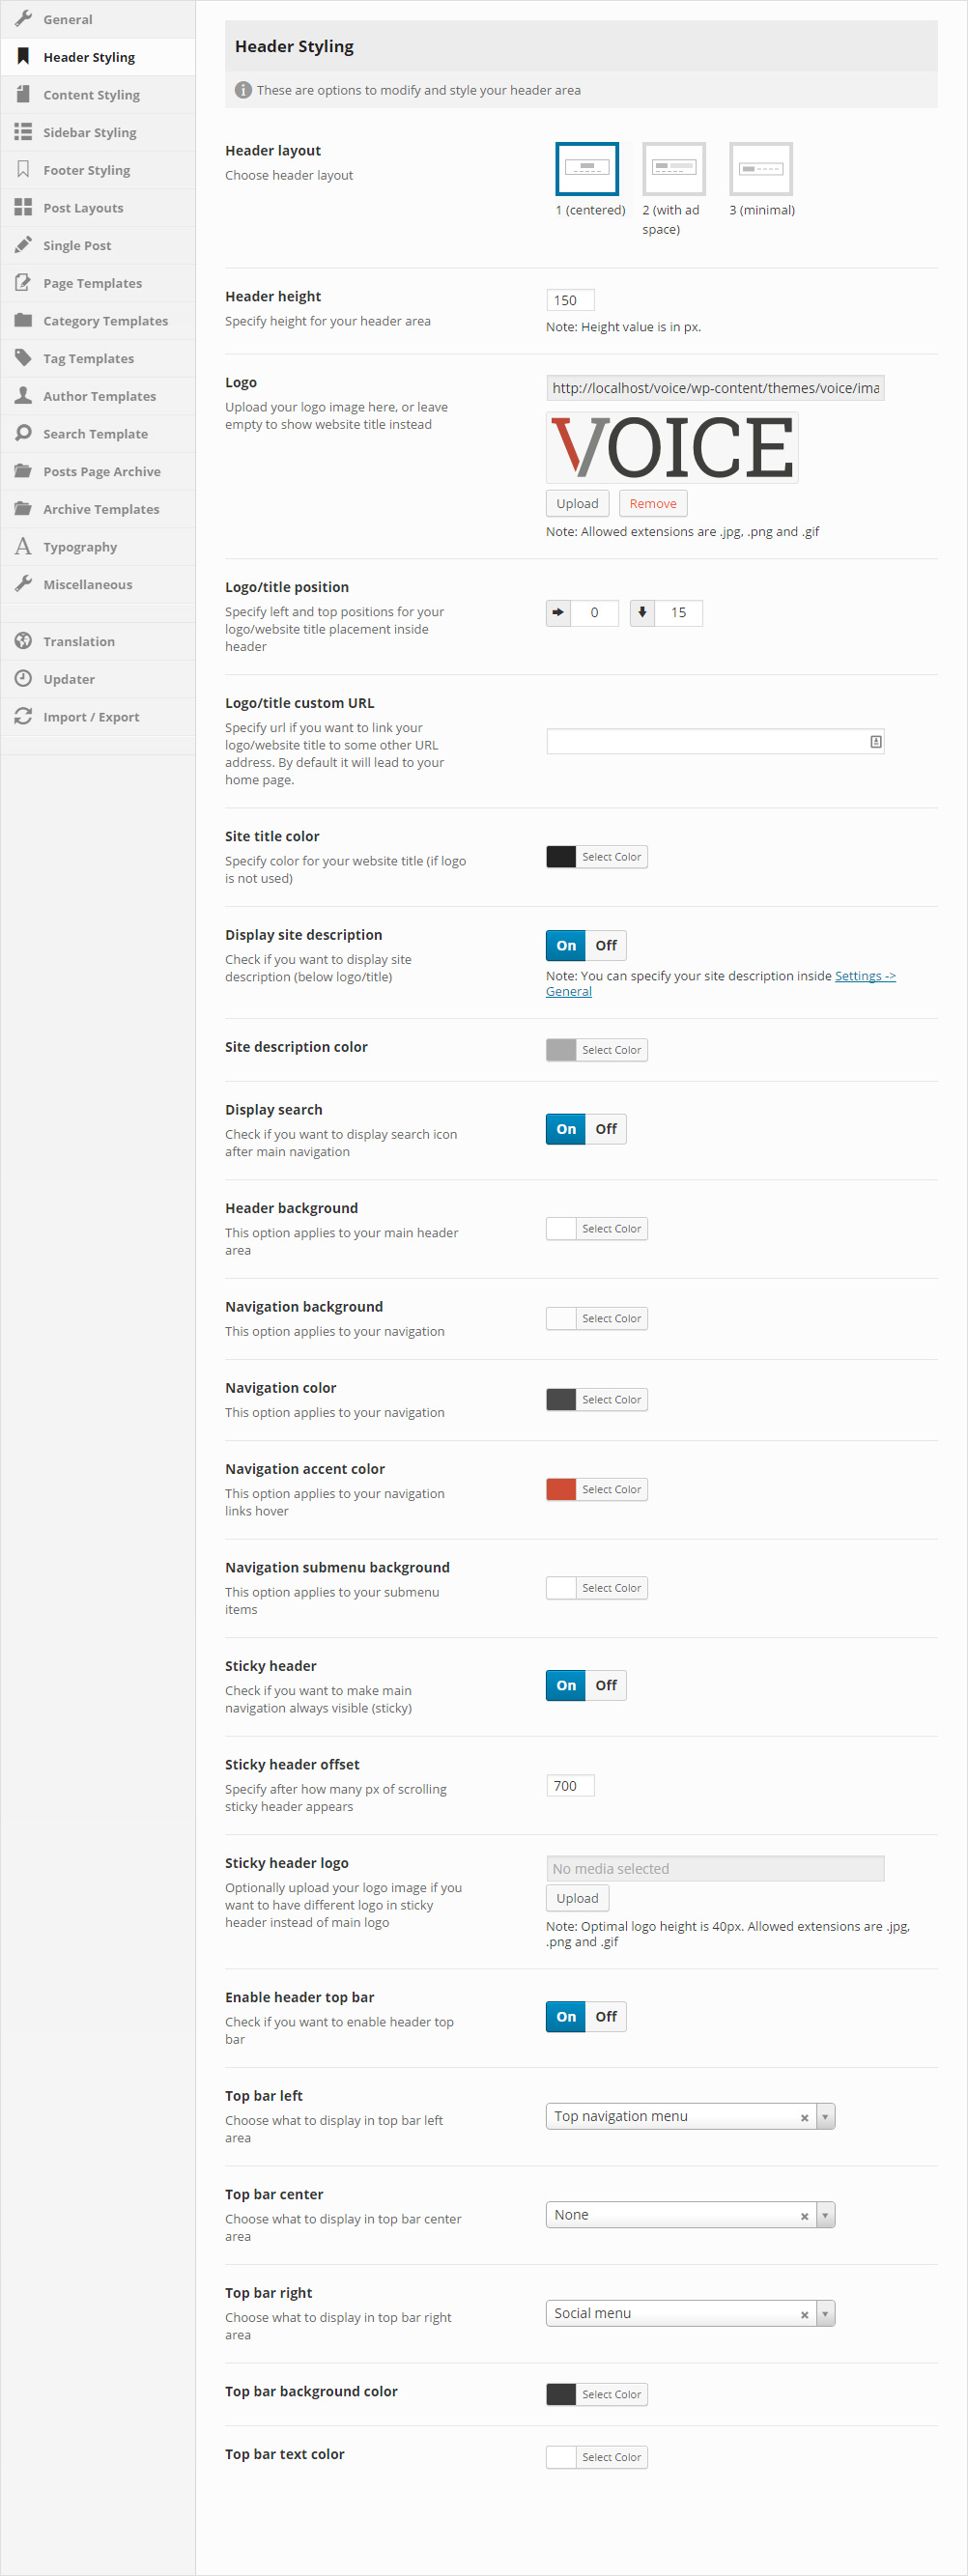 General
Header Styling
Content Styling
Sidebar Styling
Footer Styling
Post Layouts
Single Post
Page Templates
Category Templates
Tag Templates
Author Templates
Search Template
Posts Page Archive
Archive Templates
Typography
Miscellaneous
Translation
Updater
Import / Export
Header Styling
These are options to modify and style your header area
Header layout
Choose header layout
1 (centered)
2 (with ad
space)
3 (minimal)
Header height
Specify height for your header area
150
Note: Height value is in px.
Logo
Upload your logo image here, or leave
empty to show website title instead
http://localhost/voice/wp-content/themes/voice/ima
VOICE
Upload
Remove
Note: Allowed extensions are .jpg, .png and .gif
Logo/title position
Specify left and top positions for your
logo/website title placement inside
header
0
15
Logo/title custom URL
Specify url if you want to link your
logo/website title to some other URL
address. By default it will lead to your
home page.
Site title color
Specify color for your website title (if logo
is not used)
Select Color
Display site description
Check if you want to display site
description (below logo/title)
On Off
Note: You can specify your site description inside Settings ->
General
Site description color
Select Color
Display search
Check if you want to display search icon
after main navigation
On Off
Header background
This option applies to your main header
area
Select Color
Navigation background
This option applies to your navigation
Select Color
Navigation color
This option applies to your navigation
Select Color
Navigation accent color
This option applies to your navigation
links hover
Select Color
Navigation submenu background
This option applies to your submenu
items
Select Color
Sticky header
Check if you want to make main
navigation always visible (sticky)
On Off
Sticky header offset
Specify after how many px of scrolling
sticky header appears
700
Sticky header logo
Optionally upload your logo image if you
want to have different logo in sticky
header instead of main logo
No media selected
Upload
Note: Optimal logo height is 40px. Allowed extensions are .jpg,
.png and .gif
Enable header top bar
Check if you want to enable header top
bar
On Off
Top bar left
Choose what to display in top bar left
area
Top navigation menu
Top bar center
Choose what to display in top bar center
area
None
Top bar right
Choose what to display in top bar right
area
Social menu
Top bar background color
Select Color
Top bar text color
Select Color